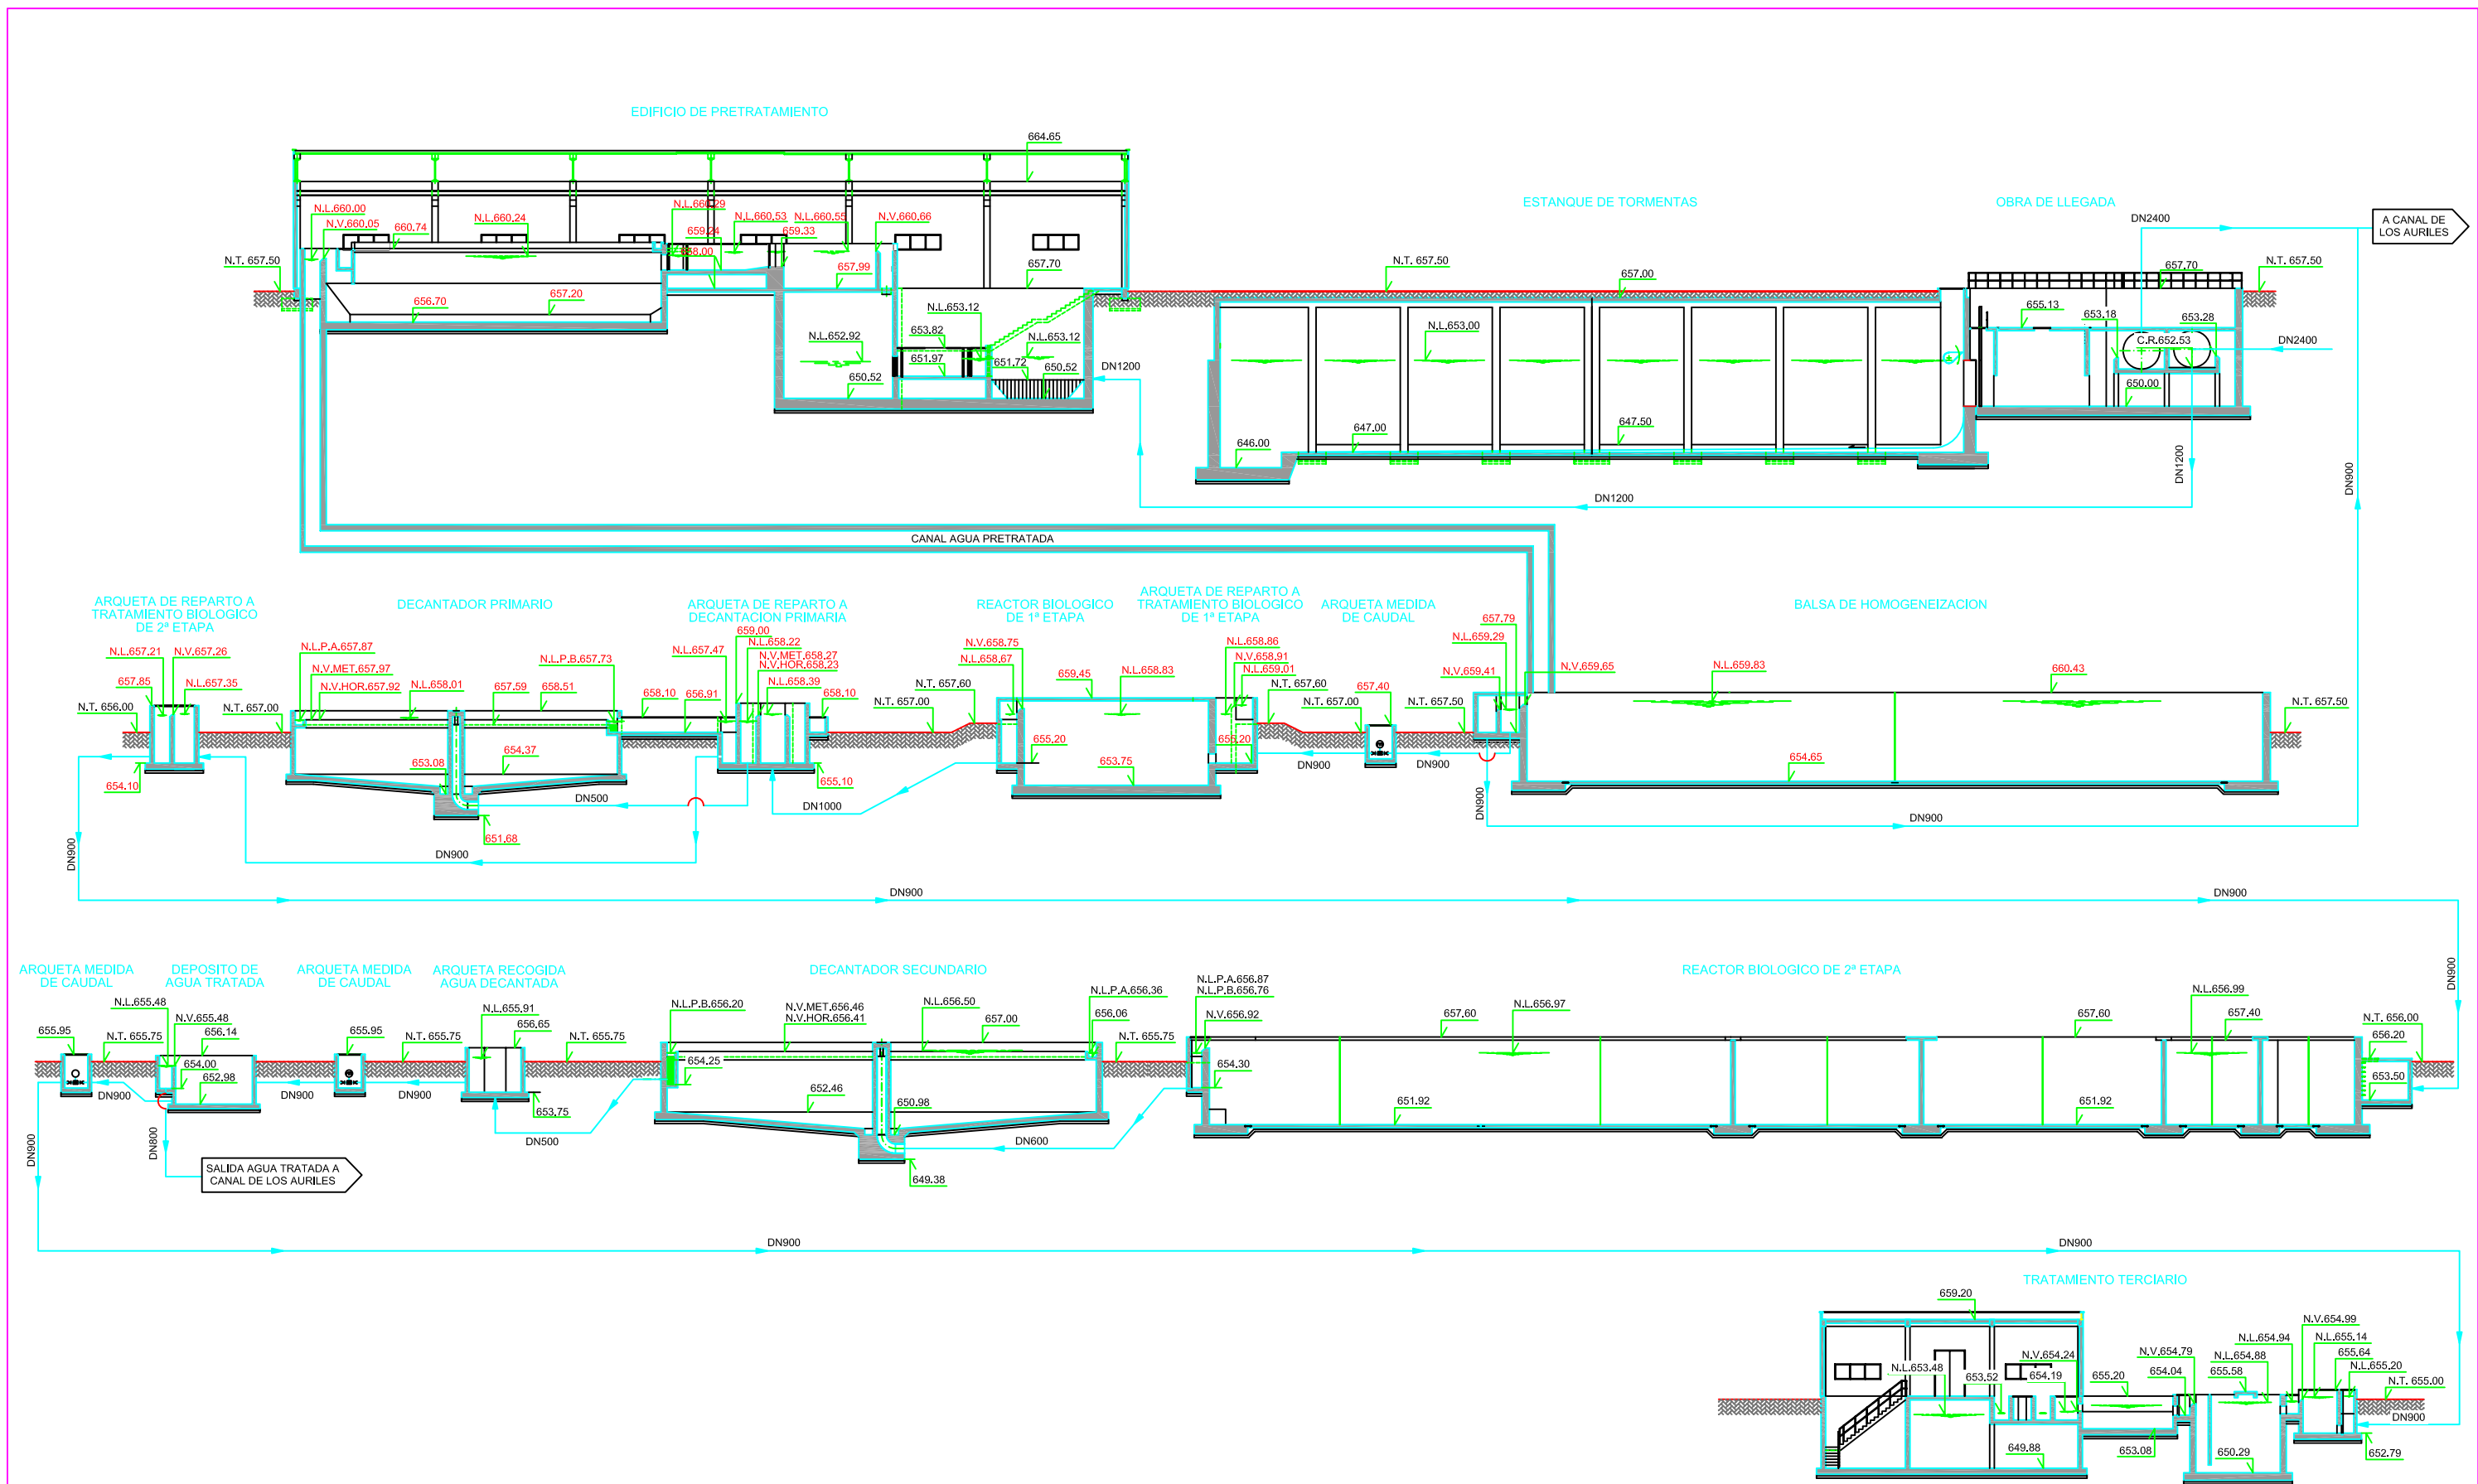 EDIFICIO DE PRETRATAMIENTO
664.65
ESTANQUE DE TORMENTAS
OBRA DE LLEGADA
DN2400
A CANAL DE
LOS AURILES
N.L.660.00
N.V.660.05
660.74
N.L.660.24
N.L.660.29
659.24
658.00
N.L.660.53
659.33
N.L.660.55
N.V.660.66
N.T. 657.50
656.70
657.20
657.99
657.70
N.L.652.92
650.52
N.L.653.12
653.82
651.97
651.72
N.L.653.12
650.52
DN1200
N.T. 657.50
657.00
N.L.653.00
646.00
647.00
647.50
655.13
653.18
C.R.652.53
653.28
657.70
N.T. 657.50
DN2400
650.00
DN1200
DN1200
DN900
CANAL AGUA PRETRATADA
ARQUETA DE REPARTO A
TRATAMIENTO BIOLOGICO
DE 2ª ETAPA
DECANTADOR PRIMARIO
ARQUETA DE REPARTO A
DECANTACION PRIMARIA
REACTOR BIOLOGICO
DE 1ª ETAPA
ARQUETA DE REPARTO A
TRATAMIENTO BIOLOGICO
DE 1ª ETAPA
ARQUETA MEDIDA
DE CAUDAL
BALSA DE HOMOGENEIZACION
N.L.657.21
N.V.657.26
657.85
N.L.657.35
N.T. 656.00
N.T. 657.00
654.10
N.L.P.A.657.87
N.V.MET.657.97
N.V.HOR.657.92
N.L.658.01
657.59
658.51
N.L.P.B.657.73
653.08
654.37
651.68
DN500
DN900
658.10
656.91
N.L.657.47
659.00
N.L.658.22
N.V.MET.658.27
N.V.HOR.658.23
N.L.658.39
658.10
655.10
DN1000
N.T. 657.00
N.T. 657.60
N.V.658.75
N.L.658.67
655.20
659.45
N.L.658.83
653.75
N.L.658.86
N.V.658.91
N.L.659.01
655.20
N.T. 657.60
N.T. 657.00
657.40
N.T. 657.50
DN900
DN900
657.79
N.L.659.29
N.V.659.41
N.V.659.65
N.L.659.83
660.43
654.65
N.T. 657.50
DN900
DN900
DN900
DN900
DN900
DN900
ARQUETA MEDIDA
DE CAUDAL
DEPOSITO DE
AGUA TRATADA
ARQUETA MEDIDA
DE CAUDAL
ARQUETA RECOGIDA
AGUA DECANTADA
DECANTADOR SECUNDARIO
REACTOR BIOLOGICO DE 2ª ETAPA
655.95
N.T. 655.75
N.L.655.48
N.V.655.48
656.14
654.00
652.98
655.95
N.T. 655.75
N.L.655.91
656.65
653.75
N.T. 655.75
DN900
DN900
DN900
DN900
DN800
DN500
SALIDA AGUA TRATADA A
CANAL DE LOS AURILES
N.L.P.B.656.20
654.25
N.V.MET.656.46
N.V.HOR.656.41
N.L.656.50
657.00
N.L.P.A.656.36
656.06
N.T. 655.75
652.46
650.98
649.38
DN600
N.L.P.A.656.87
N.L.P.B.656.76
N.V.656.92
654.30
657.60
N.L.656.97
651.92
657.60
N.L.656.99
657.40
651.92
N.T. 656.00
656.20
653.50
DN900
DN900
TRATAMIENTO TERCIARIO
659.20
N.L.653.48
653.52
N.V.654.24
654.19
655.20
N.V.654.79
654.04
N.L.654.88
655.58
N.L.654.94
N.V.654.99
N.L.655.14
655.64
N.L.655.20
N.T. 655.00
DN900
649.88
653.08
650.29
652.79